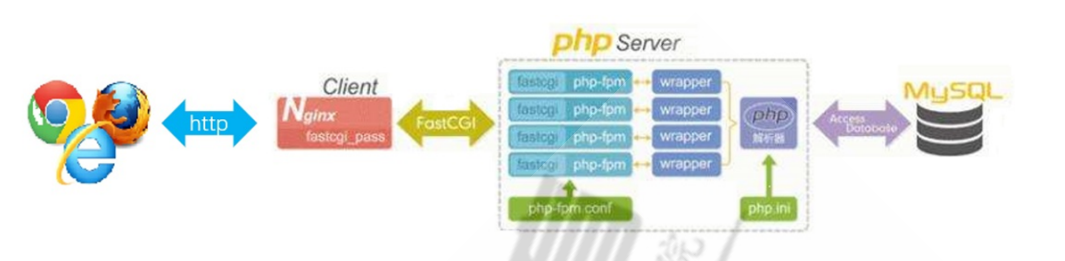 php Server
Client
http
Nginx
fastcgi_pass
FastCGI
fastcgi php-fpm wrapper
fastcgi php-fpm wrapper
fastcgi php-fpm wrapper
fastcgi php-fpm wrapper
php
解析器
php-fpm.conf
php.ini
Access
Database
MySQL